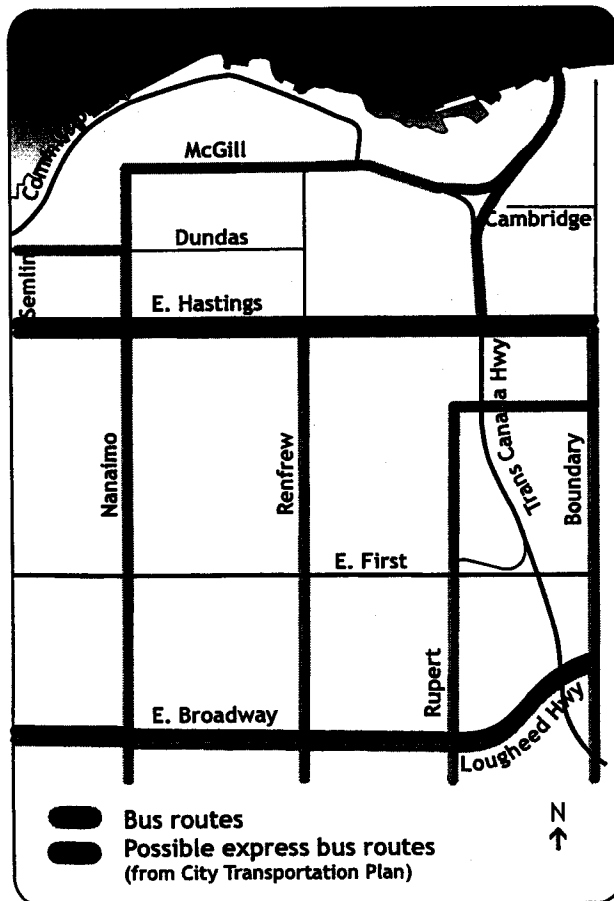 McGill
Cambridge
Dundas
Semlin
E. Hastings
Nanaimo
Renfrew
Trans Canada Hwy
Boundary
E. First
Rupert
E. Broadway
Lougheed Hwy
Bus routes
Possible express bus routes
(from City Transportation Plan)
N